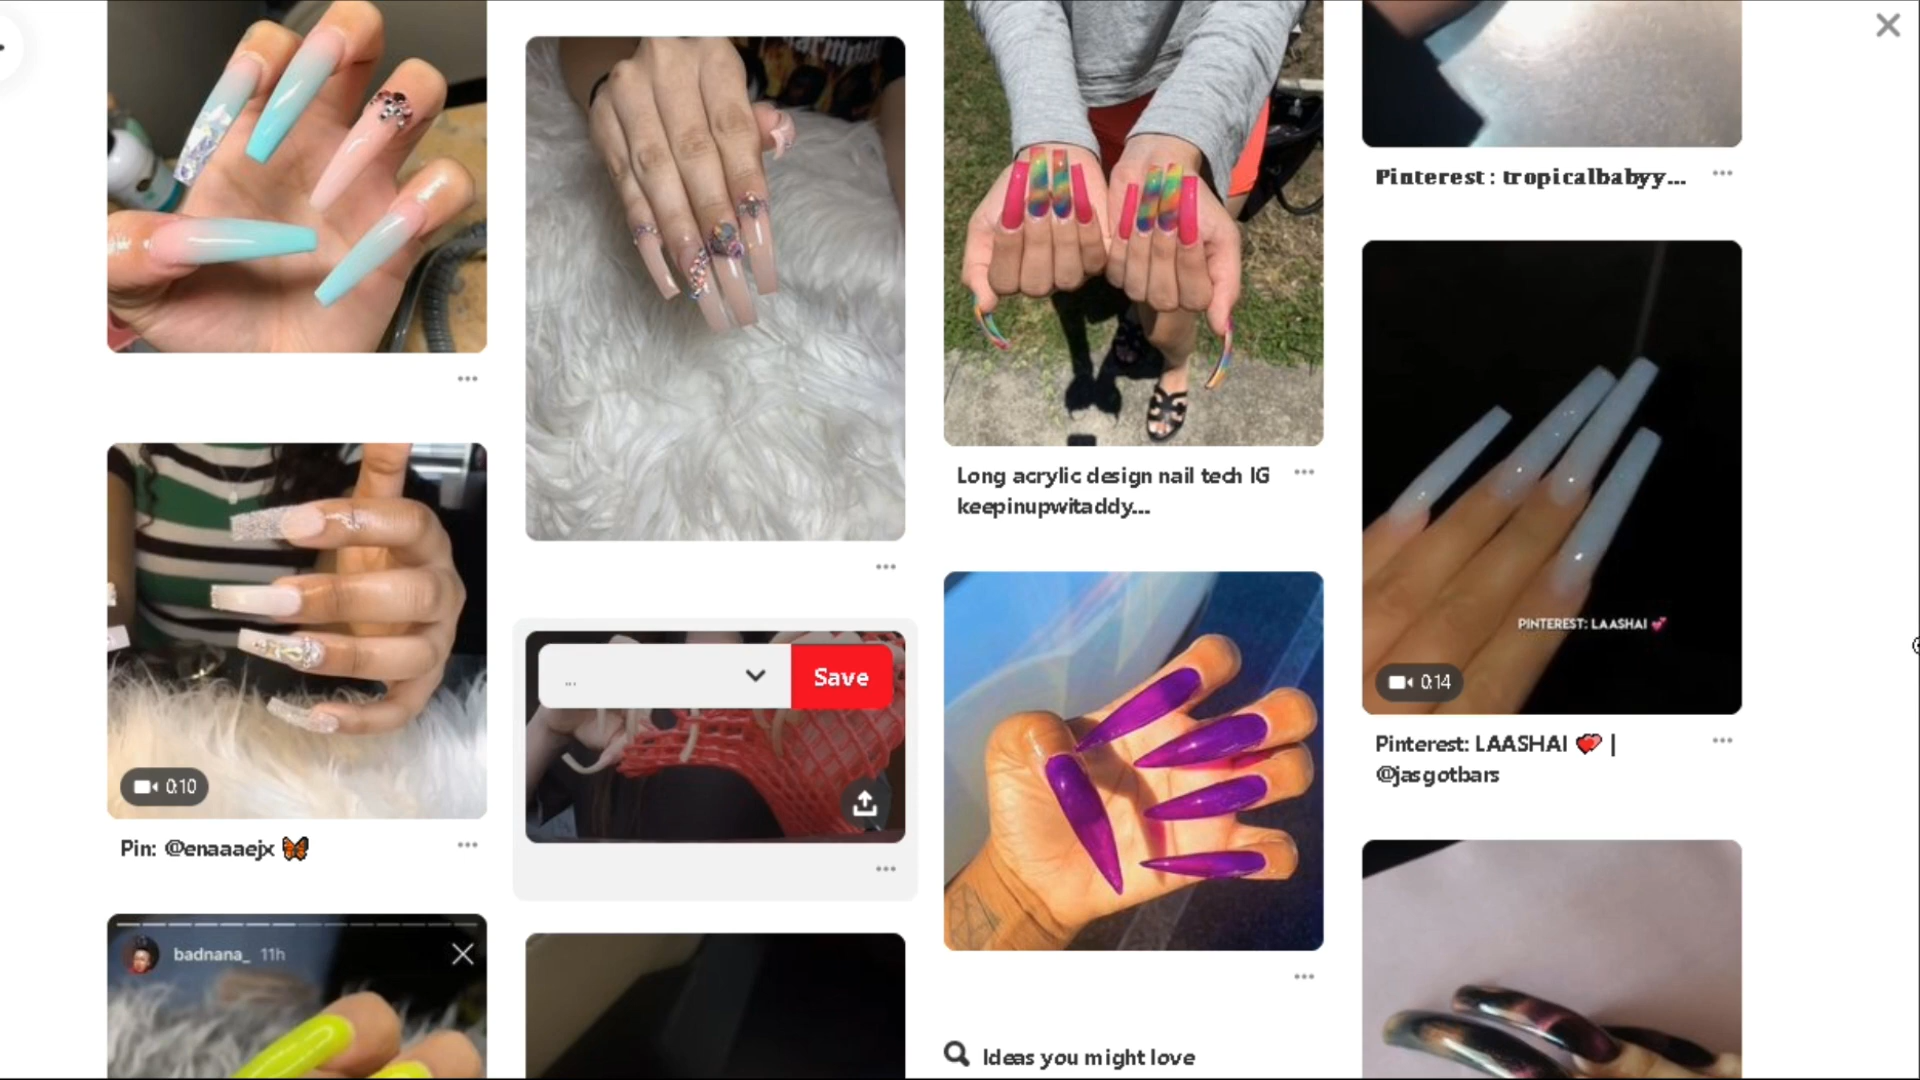 Pin: @enaaaejx
0:10
badnana_ 11h
...
Save
Long acrylic design nail tech IG
keepinupwitaddy...
Ideas you might love
Pinterest : tropicalbabyy...
PINTEREST: LAASHAI
0:14
Pinterest: LAASHAI 💞 |
@jasgotbars